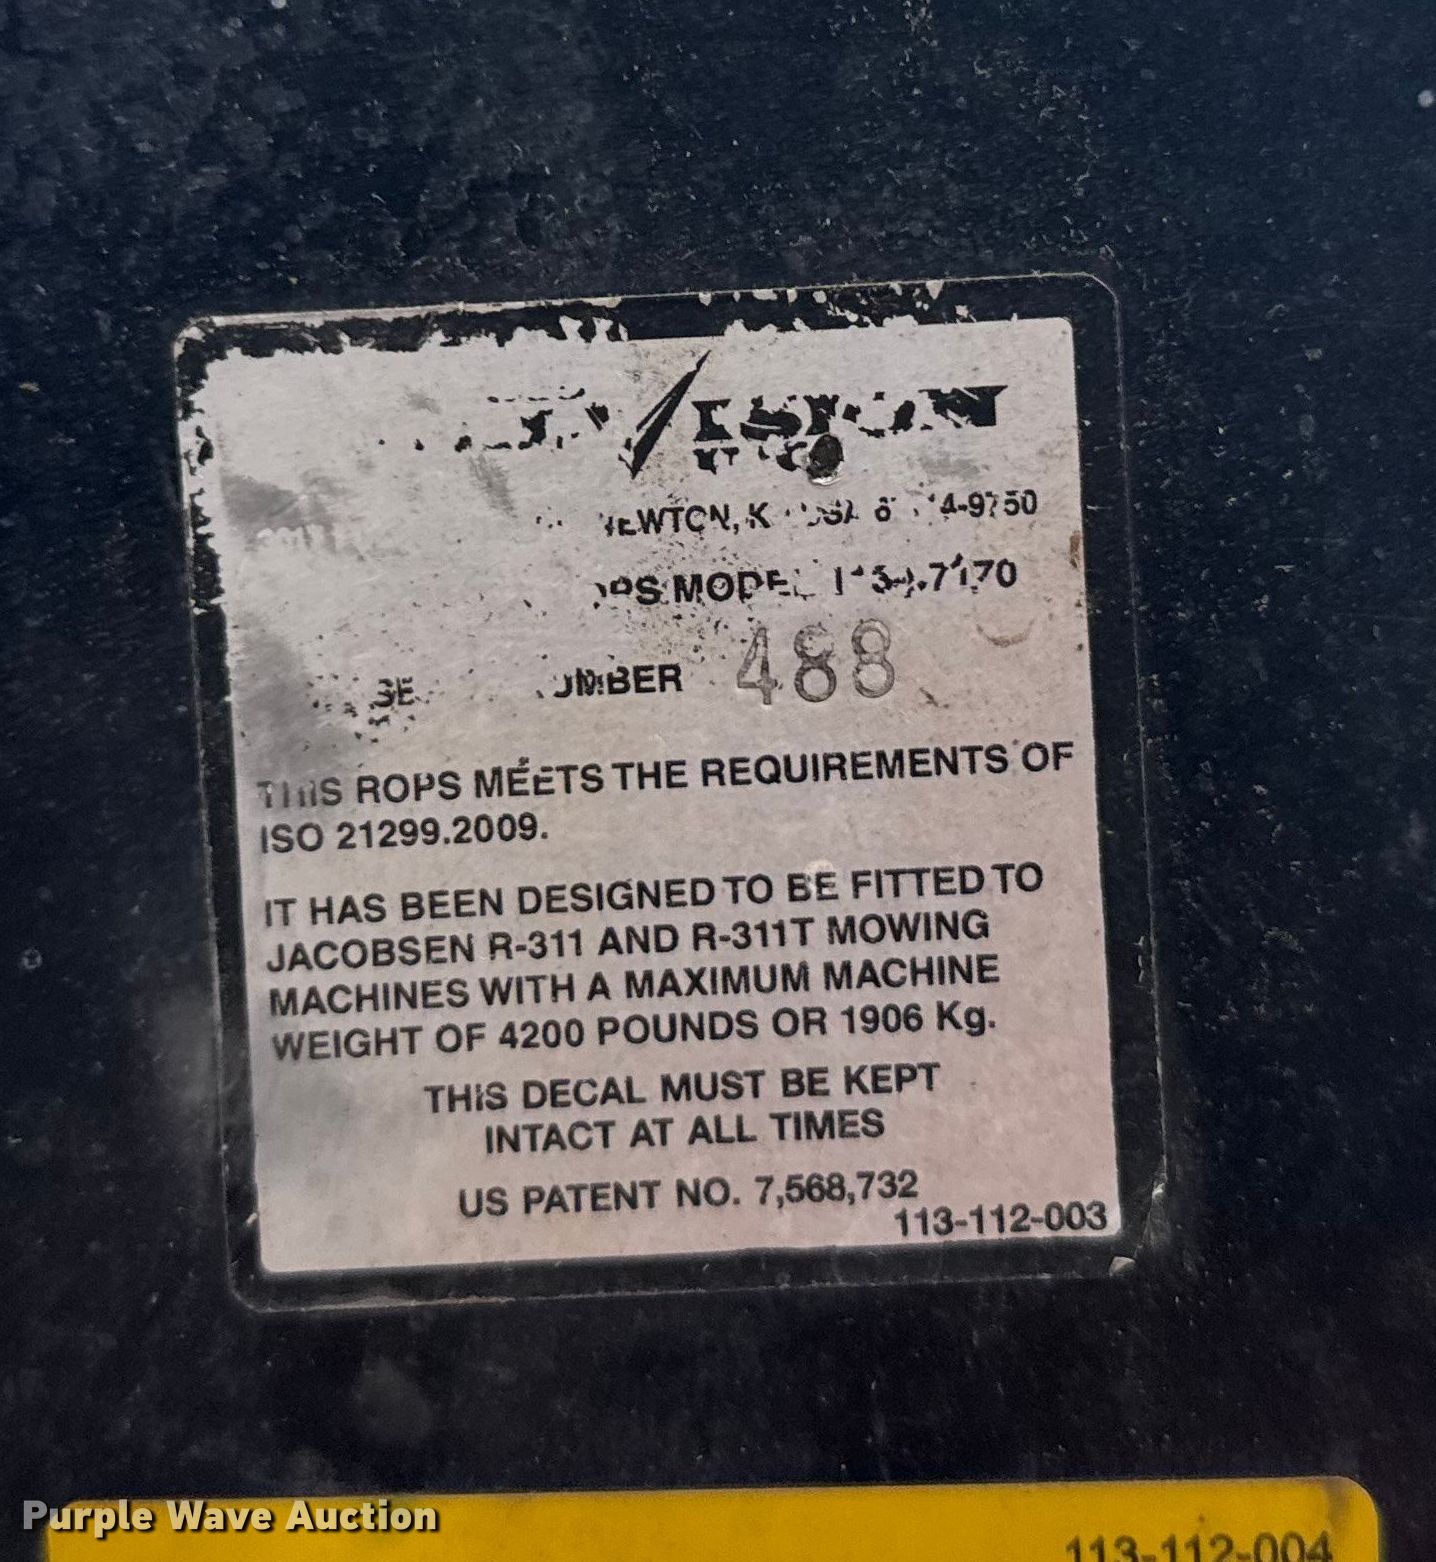 NEWTON,
MODEL
NUMBER 488
THIS ROPS MEETS THE REQUIREMENTS OF
ISO 21299.2009.
IT HAS BEEN DESIGNED TO BE FITTED TO
JACOBSEN R-311 AND R-311T MOWING
MACHINES WITH A MAXIMUM MACHINE
WEIGHT OF 4200 POUNDS OR 1906 Kg.
THIS DECAL MUST BE KEPT
INTACT AT ALL TIMES
US PATENT NO. 7,568,732
113-112-003
Purple Wave Auction
113-112-004